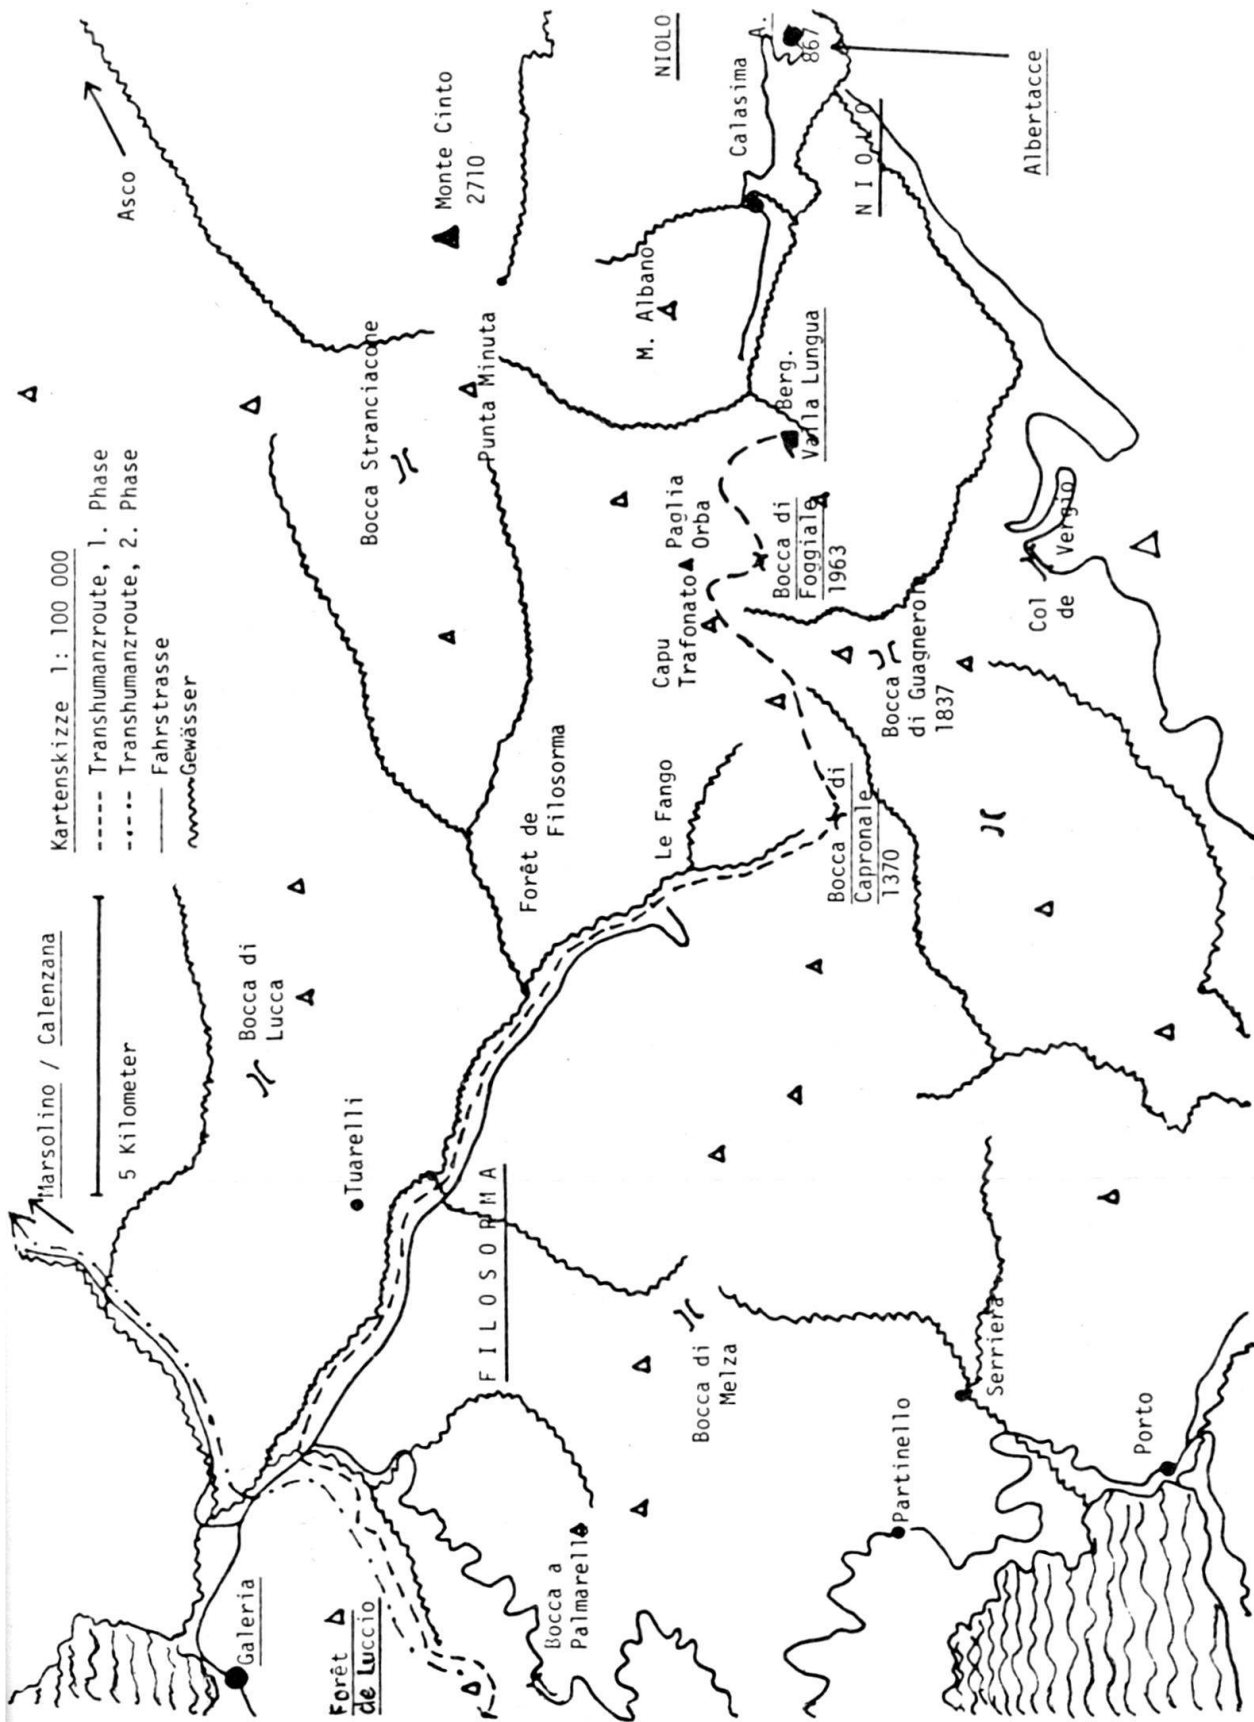 Marsolino / Calenzana
5 Kilometer
Kartenskizze 1: 100 000
Transhumanzroute, 1. Phase
Transhumanzroute, 2. Phase
Fahrstrasse
Gewässer
Asco
Bocca di
Lucca
Tuarelli
Galeria
Forêt
de Luccio
FILOSORMA
Forêt de
Filosorma
Bocca Stranciacone
Punta Minuta
Monte Cinto
2710
Bocca a
Palmarella
Bocca di
Melza
Le Fango
Capu
Trafonato
Paglia
Orba
M. Albano
Calasima
NIOLO
A.
867
Berg.
Valla Lungua
Bocca di
Foggiale
1963
Bocca di
Capronale
1370
Bocca
di Guagnerola
1837
NIOLO
Albertacce
Partinello
Serriera
Porto
Col
de
Vergio